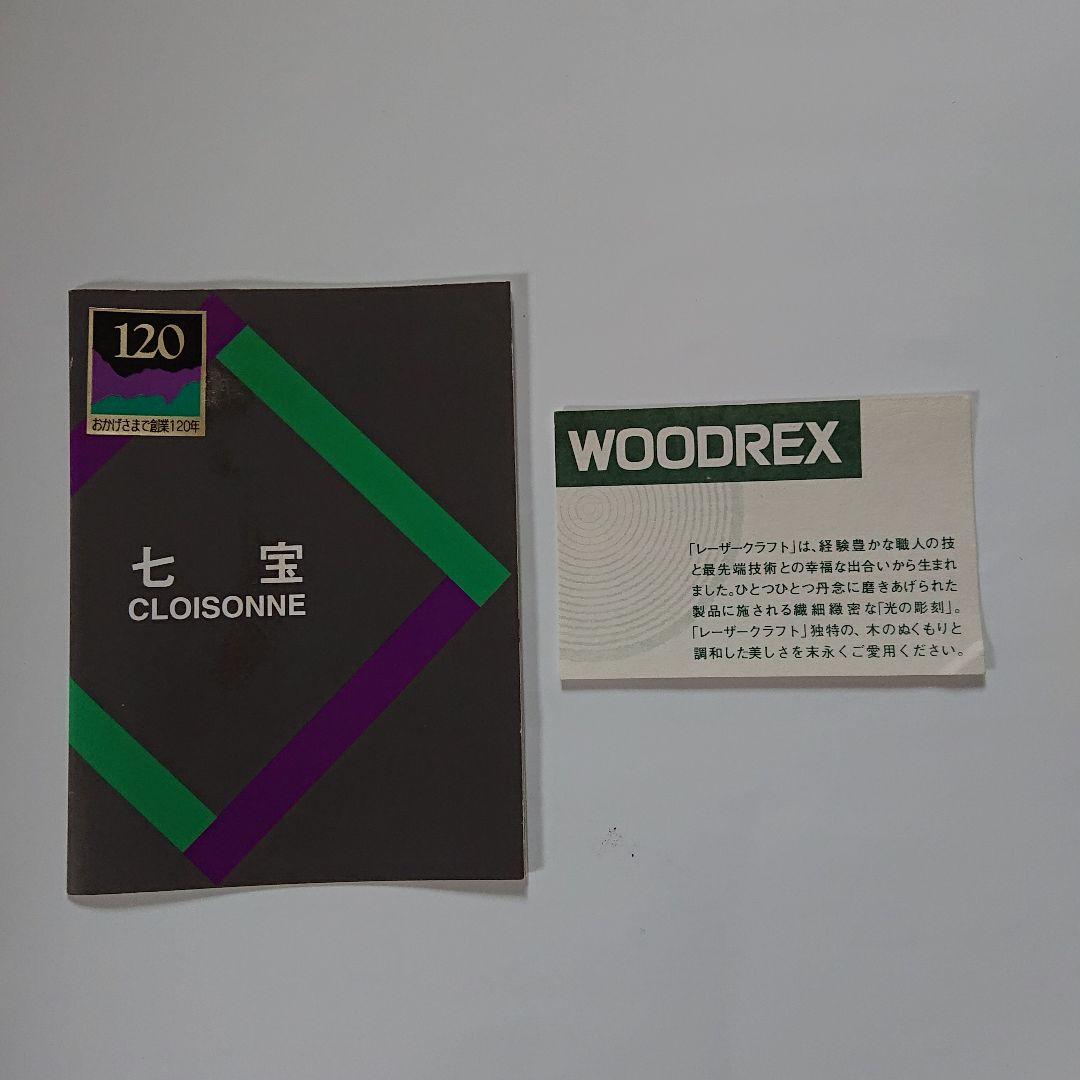 120
おかげさまで創業120年
七宝
CLOISONNE
WOODREX
「レーザークラフト」は、経験豊かな職人の技
と最先端技術との幸福な出合いから生まれ
ました。ひとつひとつ丹念に磨きあげられた
製品に施される繊細緻密な「光の彫刻」。
「レーザークラフト」独特の、木のぬくもりと
調和した美しさを末永くご愛用ください。